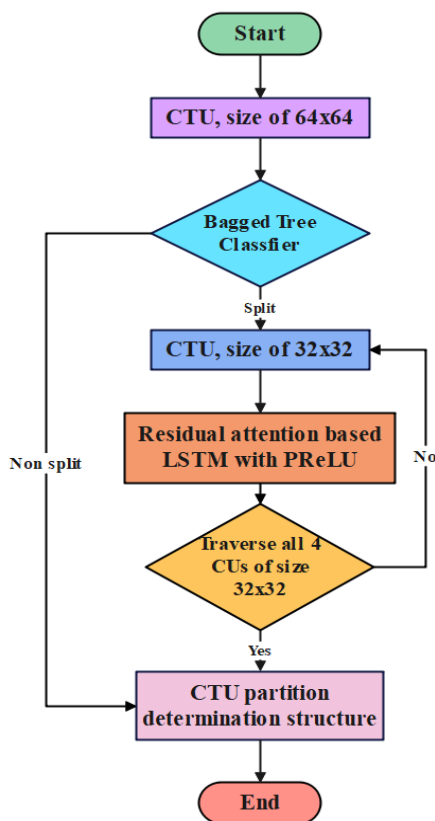 Start
CTU, size of 64x64
Bagged Tree
Classfier
Split
CTU, size of 32x32
Residual attention based
LSTM with PReLU
Non split
No
Traverse all 4
CUs of size
32x32
Yes
CTU partition
determination structure
End